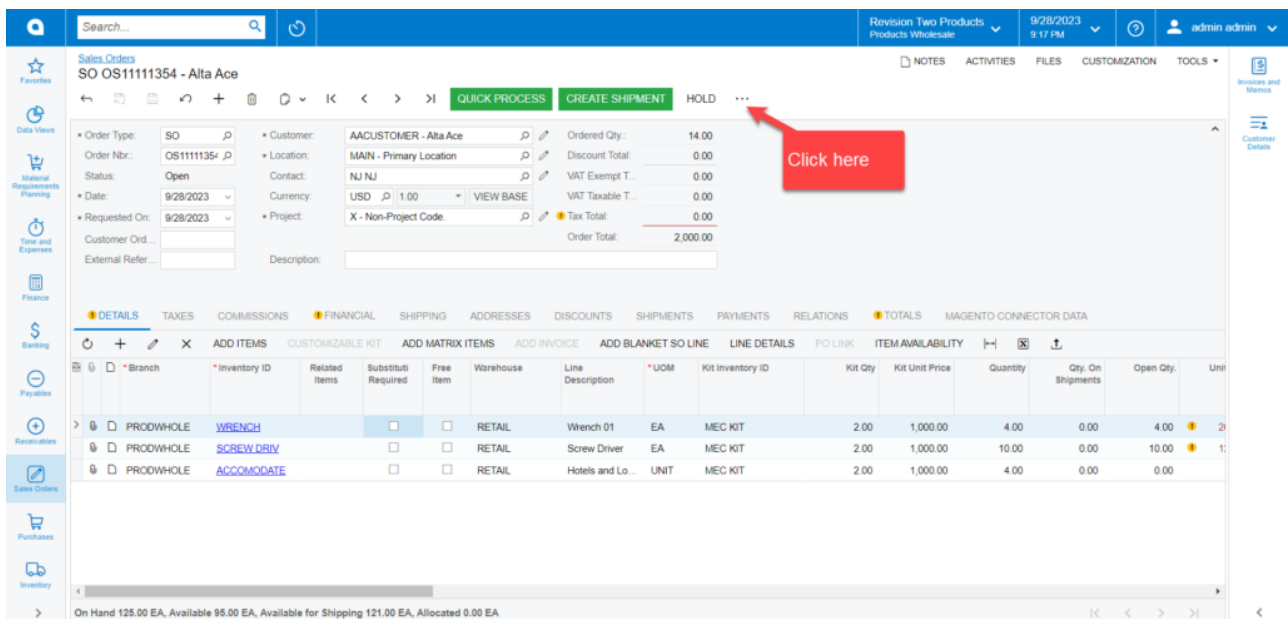 Search...
Revision Two Products
Products Wholesale
9/28/2023
9:17 PM
admin admin
Favorites
Data Views
Material
Requirements
Planning
Time and
Expenses
Finance
Banking
Payables
Receivables
Sales Orders
Purchases
Inventory
Sales Orders
SO OS11111354 - Alta Ace
NOTES ACTIVITIES FILES CUSTOMIZATION TOOLS
QUICK PROCESS CREATE SHIPMENT HOLD ...
Click here
Invoices and
Memos
Customer
Details
* Order Type: SO * Customer: AACUSTOMER - Alta Ace Ordered Qty.: 14.00
Order Nbr.: OS11111354 * Location: MAIN - Primary Location Discount Total: 0.00
Status: Open Contact: NJ NJ VAT Exempt T... 0.00
* Date: 9/28/2023 Currency: USD 1.00 VIEW BASE VAT Taxable T... 0.00
* Requested On: 9/28/2023 * Project: X - Non-Project Code. Tax Total: 0.00
Customer Ord... Order Total: 2,000.00
External Refer... Description:
DETAILS TAXES COMMISSIONS FINANCIAL SHIPPING ADDRESSES DISCOUNTS SHIPMENTS PAYMENTS RELATIONS TOTALS MAGENTO CONNECTOR DATA
ADD ITEMS CUSTOMIZABLE KIT ADD MATRIX ITEMS ADD INVOICE ADD BLANKET SO LINE LINE DETAILS PO LINK ITEM AVAILABILITY
* Branch * Inventory ID Related Substituti Free Warehouse Line * UOM Kit Inventory ID Kit Qty Kit Unit Price Quantity Qty. On Open Qty. Unit
Items Required Item Description Shipments
PRODWHOLE WRENCH RETAIL Wrench 01 EA MEC KIT 2.00 1,000.00 4.00 0.00 4.00
PRODWHOLE SCREW DRIV RETAIL Screw Driver EA MEC KIT 2.00 1,000.00 10.00 0.00 10.00
PRODWHOLE ACCOMODATE RETAIL Hotels and Lo... UNIT MEC KIT 2.00 1,000.00 4.00 0.00 0.00
On Hand 125.00 EA, Available 95.00 EA, Available for Shipping 121.00 EA, Allocated 0.00 EA